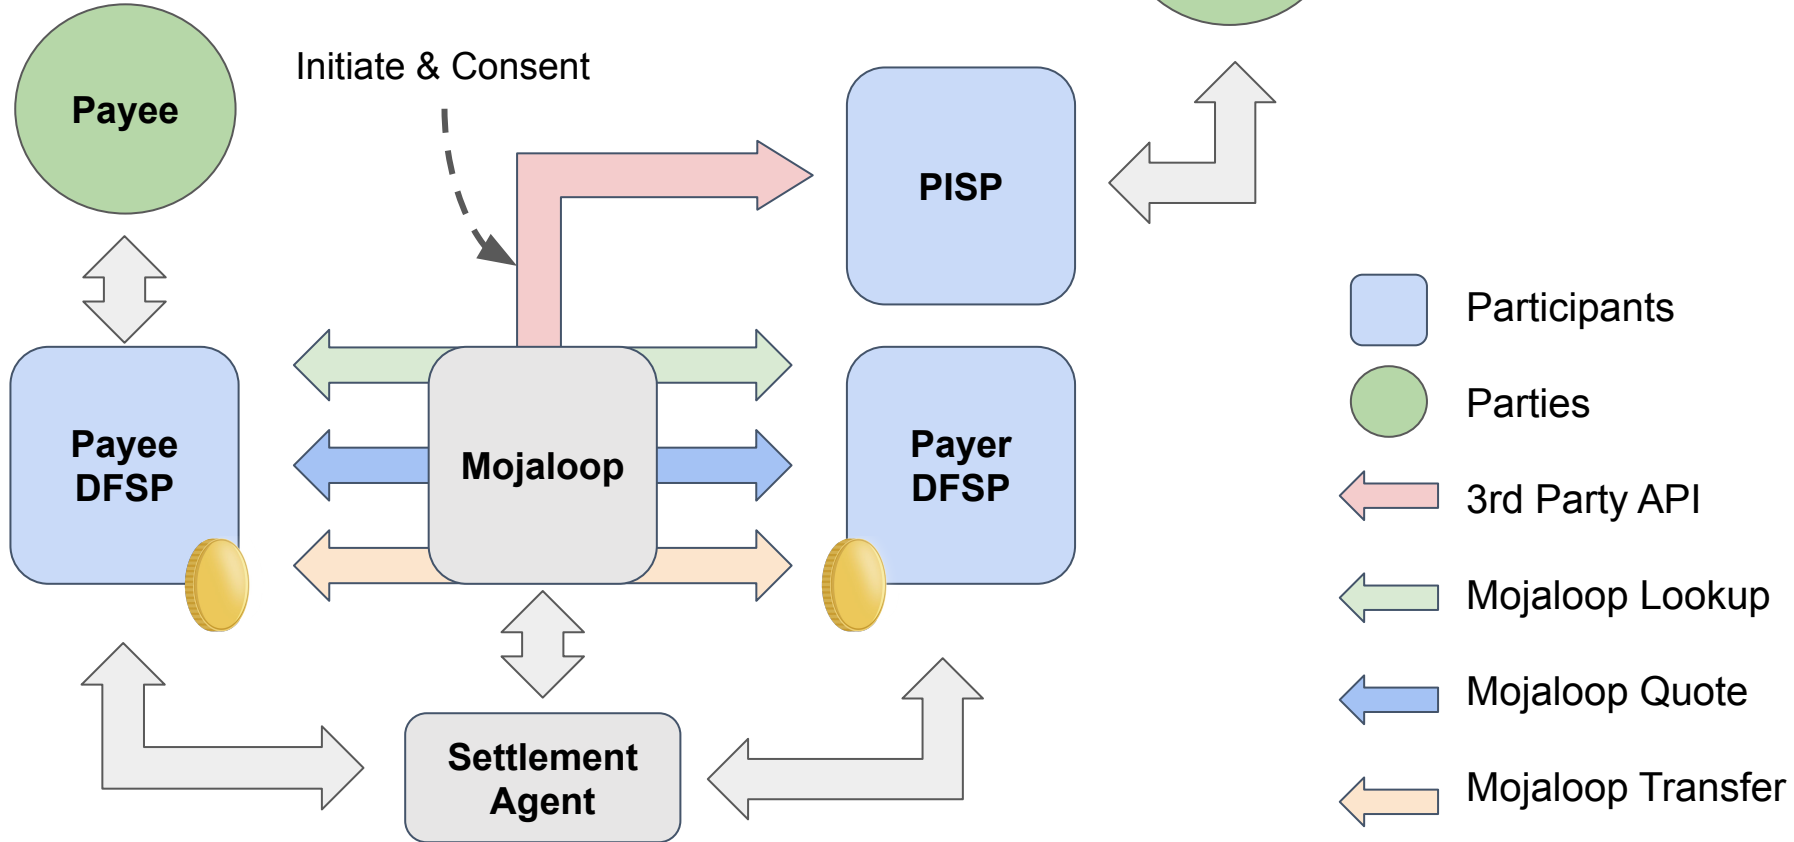 Payee
Initiate & Consent
PISP
Payee
DFSP
Mojaloop
Payer
DFSP
Settlement
Agent
Participants
Parties
3rd Party API
Mojaloop Lookup
Mojaloop Quote
Mojaloop Transfer